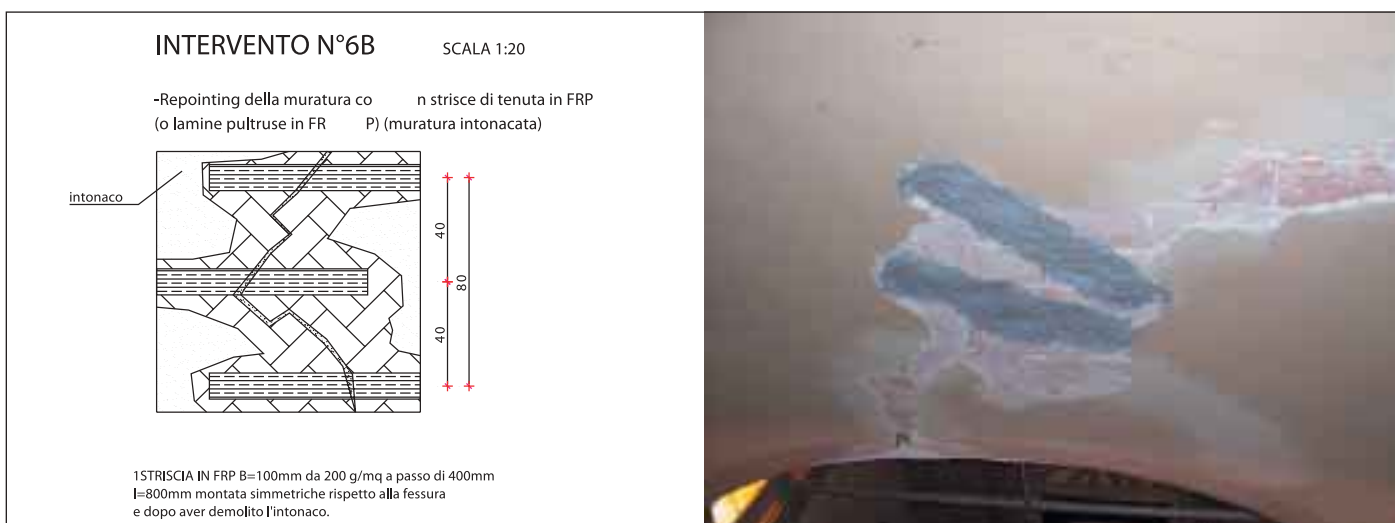 INTERVENTO N°6B SCALA 1:20
-Repointing della muratura co n strisce di tenuta in FRP
(o lamine pultruse in FR P) (muratura intonacata)
intonaco
40
80
40
1STRISCIA IN FRP B=100mm da 200 g/mq a passo di 400mm
l=800mm montata simmetriche rispetto alla fessura
e dopo aver demolito l'intonaco.